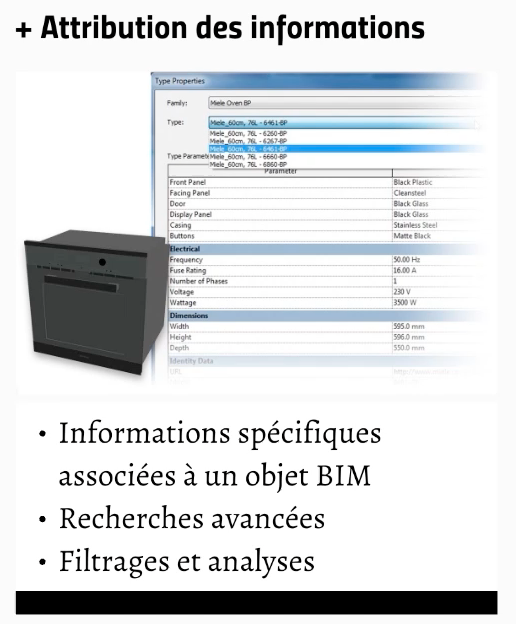 + Attribution des informations
Type Properties
Family:
Miele Oven BP
Type:
Miele_60cm, 76L - 6461-BP
Miele_60cm, 76L - 6260-BP
Miele_60cm, 76L - 6267-BP
Miele_60cm, 76L - 6461-BP
Miele_60cm, 76L - 6660-BP
Type Paramete
Miele_60cm, 76L - 6860-BP
Parameter
Front Panel Black Plastic
Facing Panel Cleansteel
Door Black Glass
Display Panel Black Glass
Casing Stainless Steel
Buttons Matte Black
Electrical
Frequency 50.00 Hz
Fuse Rating 16.00 A
Number of Phases 1
Voltage 230 V
Wattage 3500 W
Dimensions
Width 595.0 mm
Height 596.0 mm
Depth 550.0 mm
Identity Data
URL
• Informations spécifiques
associées à un objet BIM
• Recherches avancées
• Filtrages et analyses